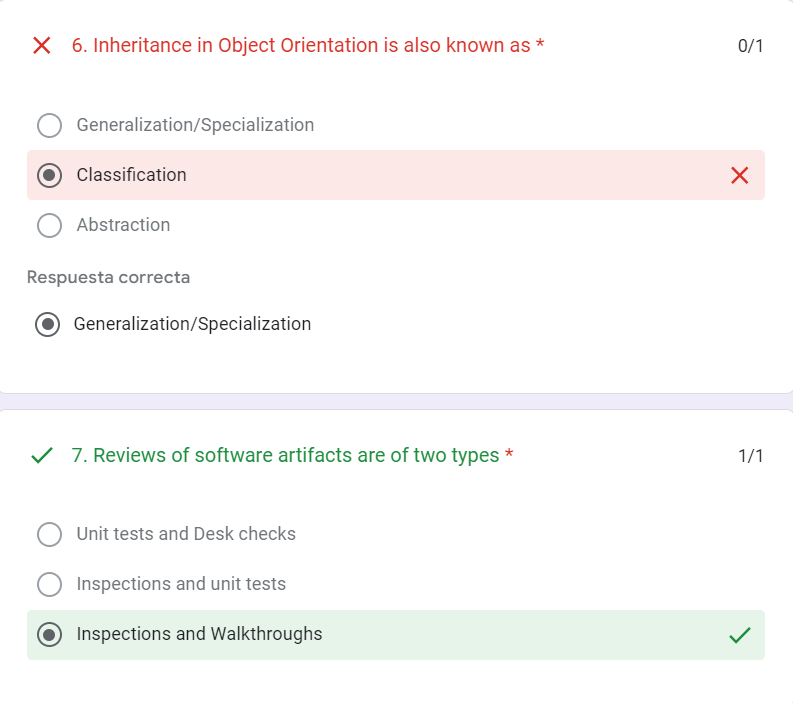 6. Inheritance in Object Orientation is also known as *
0/1
Generalization/Specialization
Classification
Abstraction
Respuesta correcta
Generalization/Specialization
7. Reviews of software artifacts are of two types *
1/1
Unit tests and Desk checks
Inspections and unit tests
Inspections and Walkthroughs